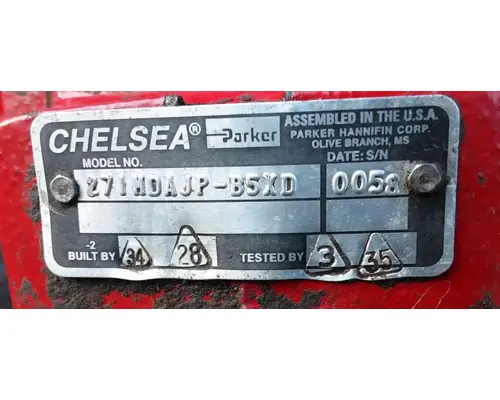 CHELSEA® Parker
ASSEMBLED IN THE U.S.A.
PARKER HANNIFIN CORP.
OLIVE BRANCH, MS
MODEL NO.
DATE: S/N
271HDAJP-B5XD 0058
-2
BUILT BY 34 28 TESTED BY 3 35